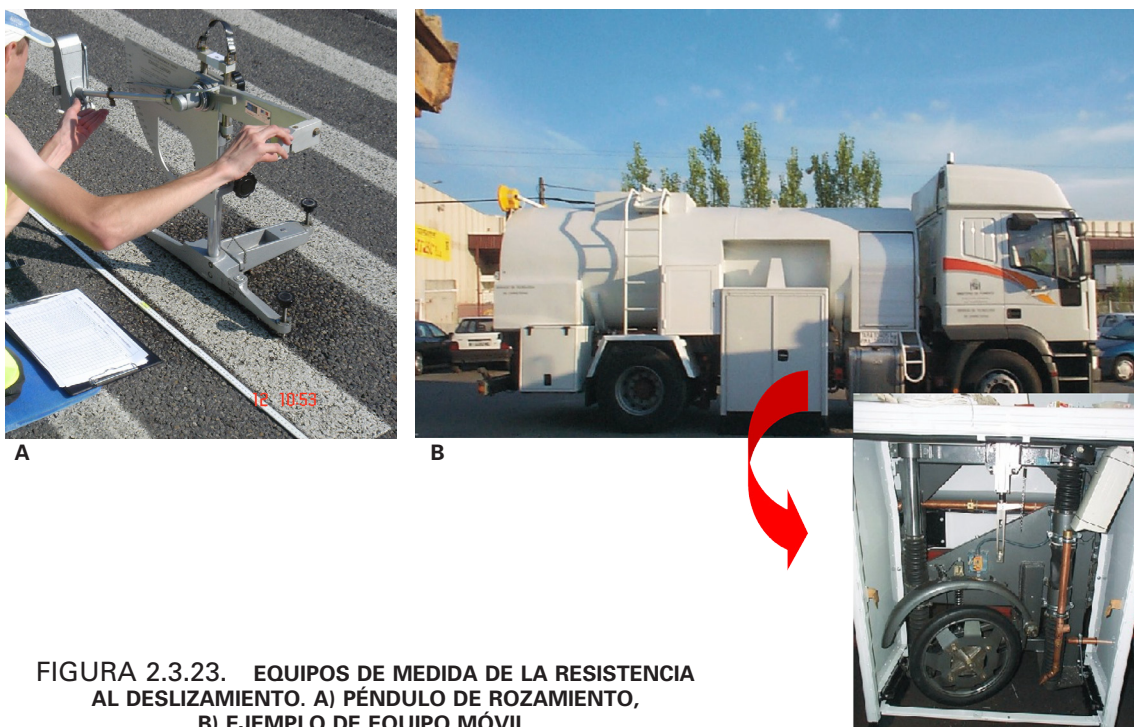 12 10:53
A
B
FIGURA 2.3.23. EQUIPOS DE MEDIDA DE LA RESISTENCIA
AL DESLIZAMIENTO. A) PÉNDULO DE ROZAMIENTO,
B) EJEMPLO DE EQUIPO MÓVIL